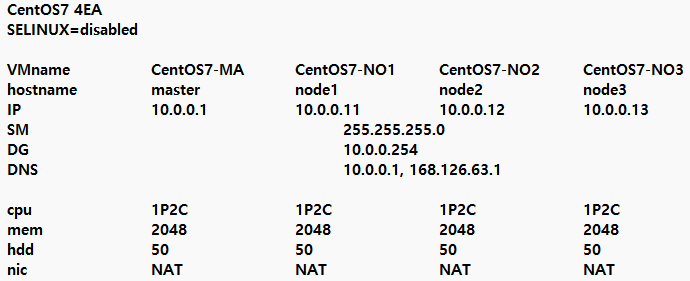 CentOS7 4EA
SELINUX=disabled
VMname CentOS7-MA CentOS7-NO1 CentOS7-NO2 CentOS7-NO3
hostname master node1 node2 node3
IP 10.0.0.1 10.0.0.11 10.0.0.12 10.0.0.13
SM 255.255.255.0
DG 10.0.0.254
DNS 10.0.0.1, 168.126.63.1
cpu 1P2C 1P2C 1P2C 1P2C
mem 2048 2048 2048 2048
hdd 50 50 50 50
nic NAT NAT NAT NAT